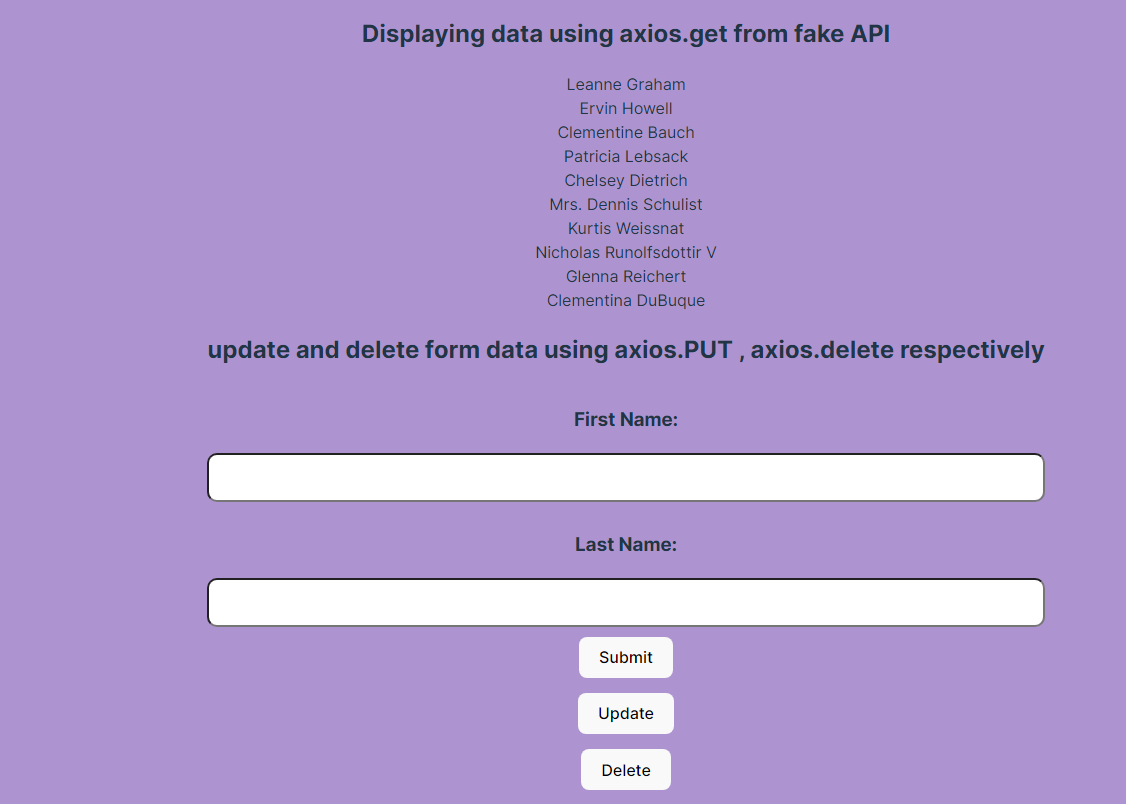 Displaying data using axios.get from fake API
Leanne Graham
Ervin Howell
Clementine Bauch
Patricia Lebsack
Chelsey Dietrich
Mrs. Dennis Schulist
Kurtis Weissnat
Nicholas Runolfsdottir V
Glenna Reichert
Clementina DuBuque
update and delete form data using axios.PUT , axios.delete respectively
First Name:
Last Name:
Submit
Update
Delete